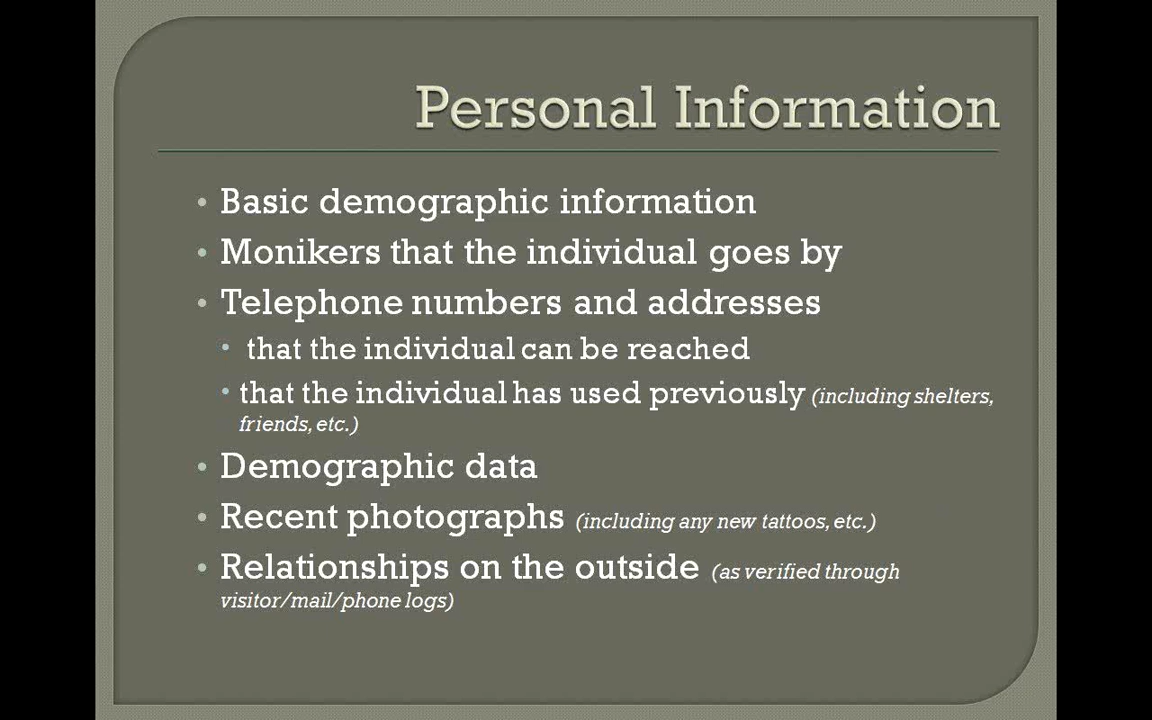 Personal Information
• Basic demographic information
• Monikers that the individual goes by
• Telephone numbers and addresses
• that the individual can be reached
• that the individual has used previously (including shelters,
friends, etc.)
• Demographic data
• Recent photographs (including any new tattoos, etc.)
• Relationships on the outside (as verified through
visitor/mail/phone logs)